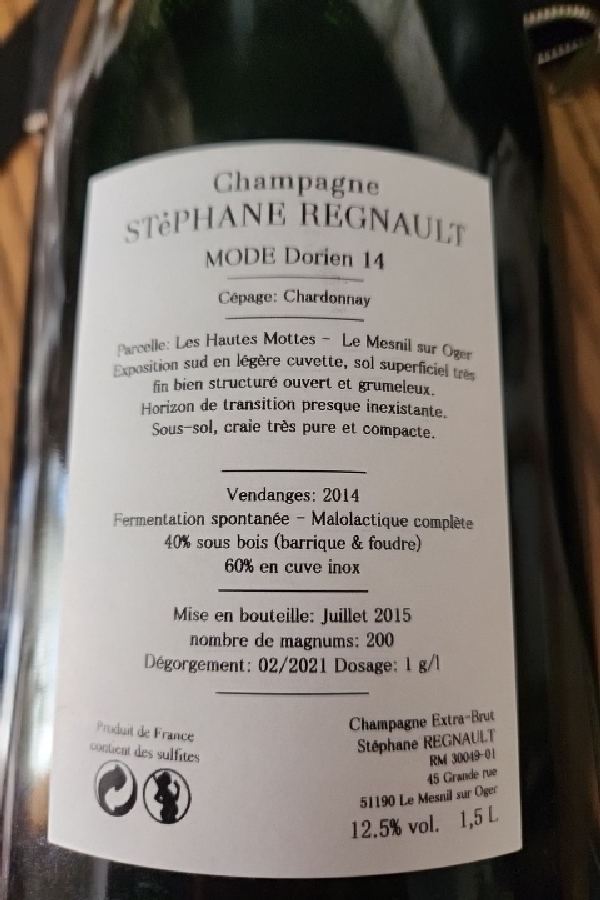 Champagne
STéPHANE REGNAULT
MODE Dorien 14
Cépage: Chardonnay
Parcelle: Les Hautes Mottes - Le Mesnil sur Oger
Exposition sud en légère cuvette, sol superficiel très
fin bien structuré ouvert et grumeleux.
Horizon de transition presque inexistante.
Sous-sol, craie très pure et compacte.
Vendanges: 2014
Fermentation spontanée - Malolactique complète
40% sous bois (barrique & foudre)
60% en cuve inox
Mise en bouteille: Juillet 2015
nombre de magnums: 200
Dégorgement: 02/2021 Dosage: 1 g/l
Produit de France
contient des sulfites
Champagne Extra-Brut
Stéphane REGNAULT
RM 30049-01
45 Grande rue
51190 Le Mesnil sur Oger
12.5% vol. 1,5 L